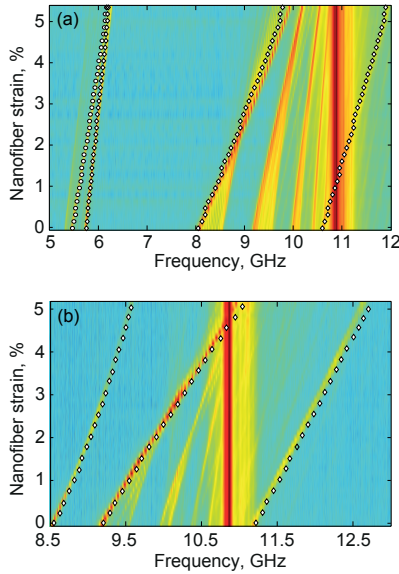 (a)
Nanofiber strain, %
5
4
3
2
1
0
5 6 7 8 9 10 11 12
Frequency, GHz
(b)
Nanofiber strain, %
5
4
3
2
1
0
8.5 9.5 10.5 11.5 12.5
Frequency, GHz